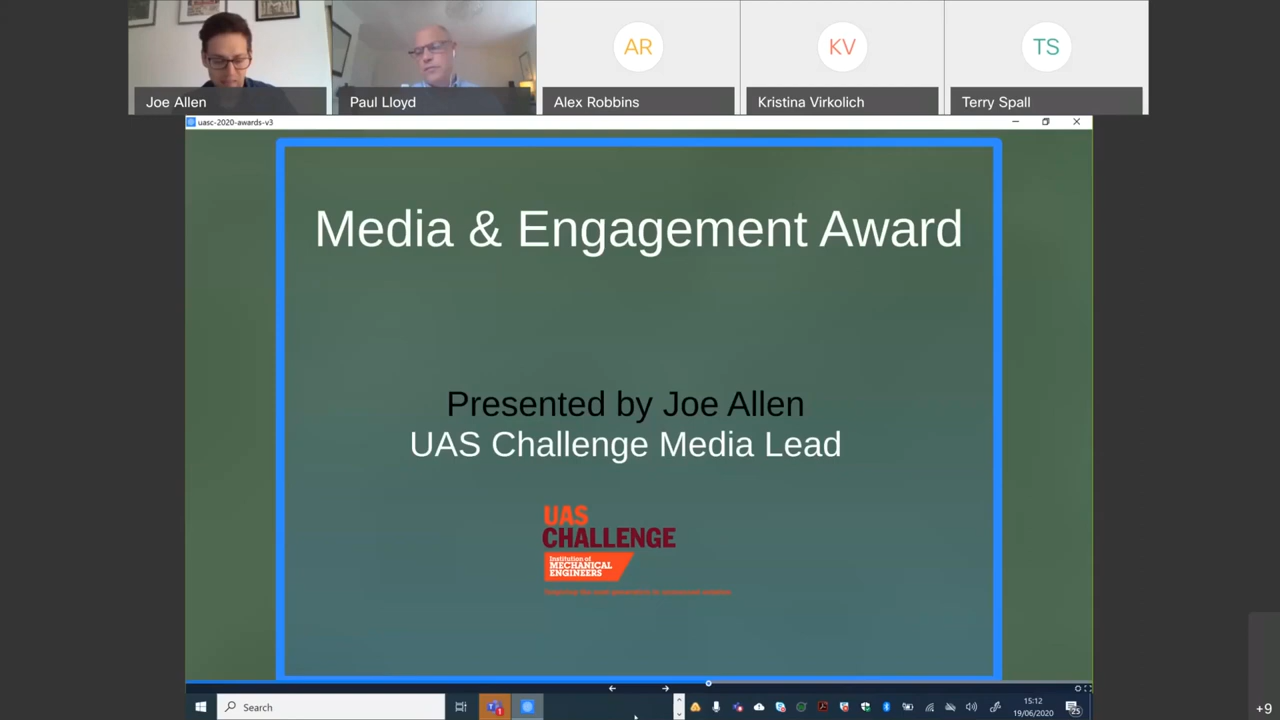 AR
KV
TS
Joe Allen
Paul Lloyd
Alex Robbins
Kristina Virkolich
Terry Spall
uasc-2020-awards-v3
Media & Engagement Award
Presented by Joe Allen
UAS Challenge Media Lead
UAS
CHALLENGE
Institution of
MECHANICAL
ENGINEERS
Search
1
15:12
19/06/2020
25
+9